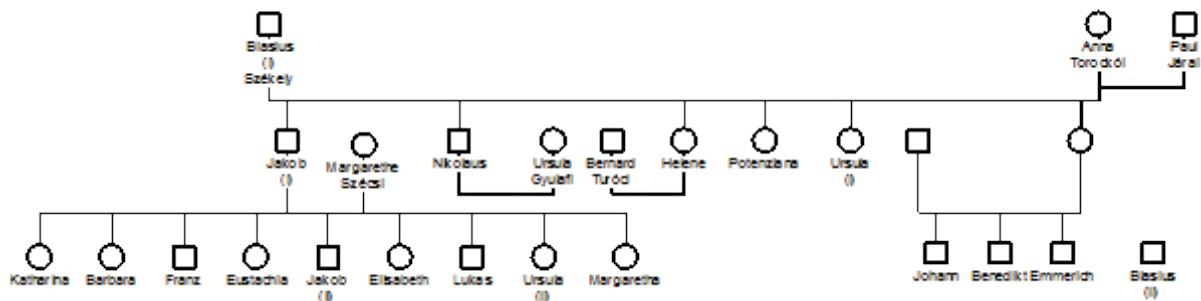 Blasius
(I)
Székely
Anna
Torockói
Paul
Járai
Jakob
(I)
Margarethe
Szécsi
Nikolaus
Ursula
Gyulafi
Bernard
Turóci
Helene
Potenziana
Ursula
(I)
Katharina
Barbara
Franz
Eustachia
Jakob
(II)
Elisabeth
Lukas
Ursula
(II)
Margaretha
Johann
Benedikt
Emmerich
Blasius
(II)